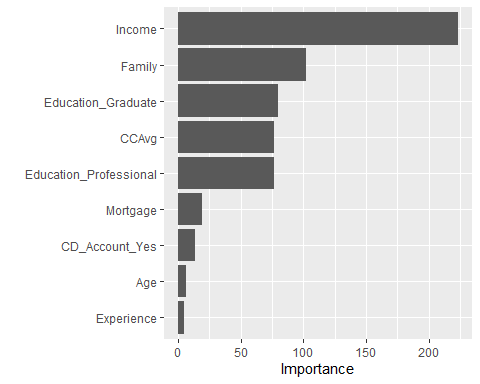 Income
Family
Education_Graduate
CCAvg
Education_Professional
Mortgage
CD_Account_Yes
Age
Experience
0 50 100 150 200
Importance